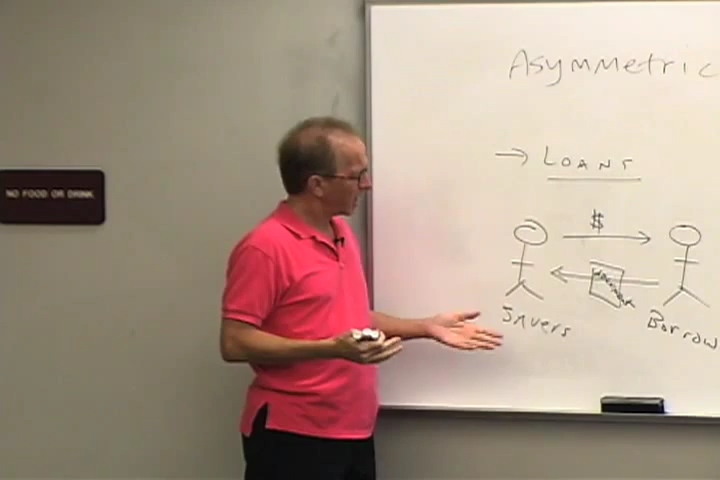 NO FOOD OR DRINK
Asymmetric
→ LOANS
$
Savers
Borrow